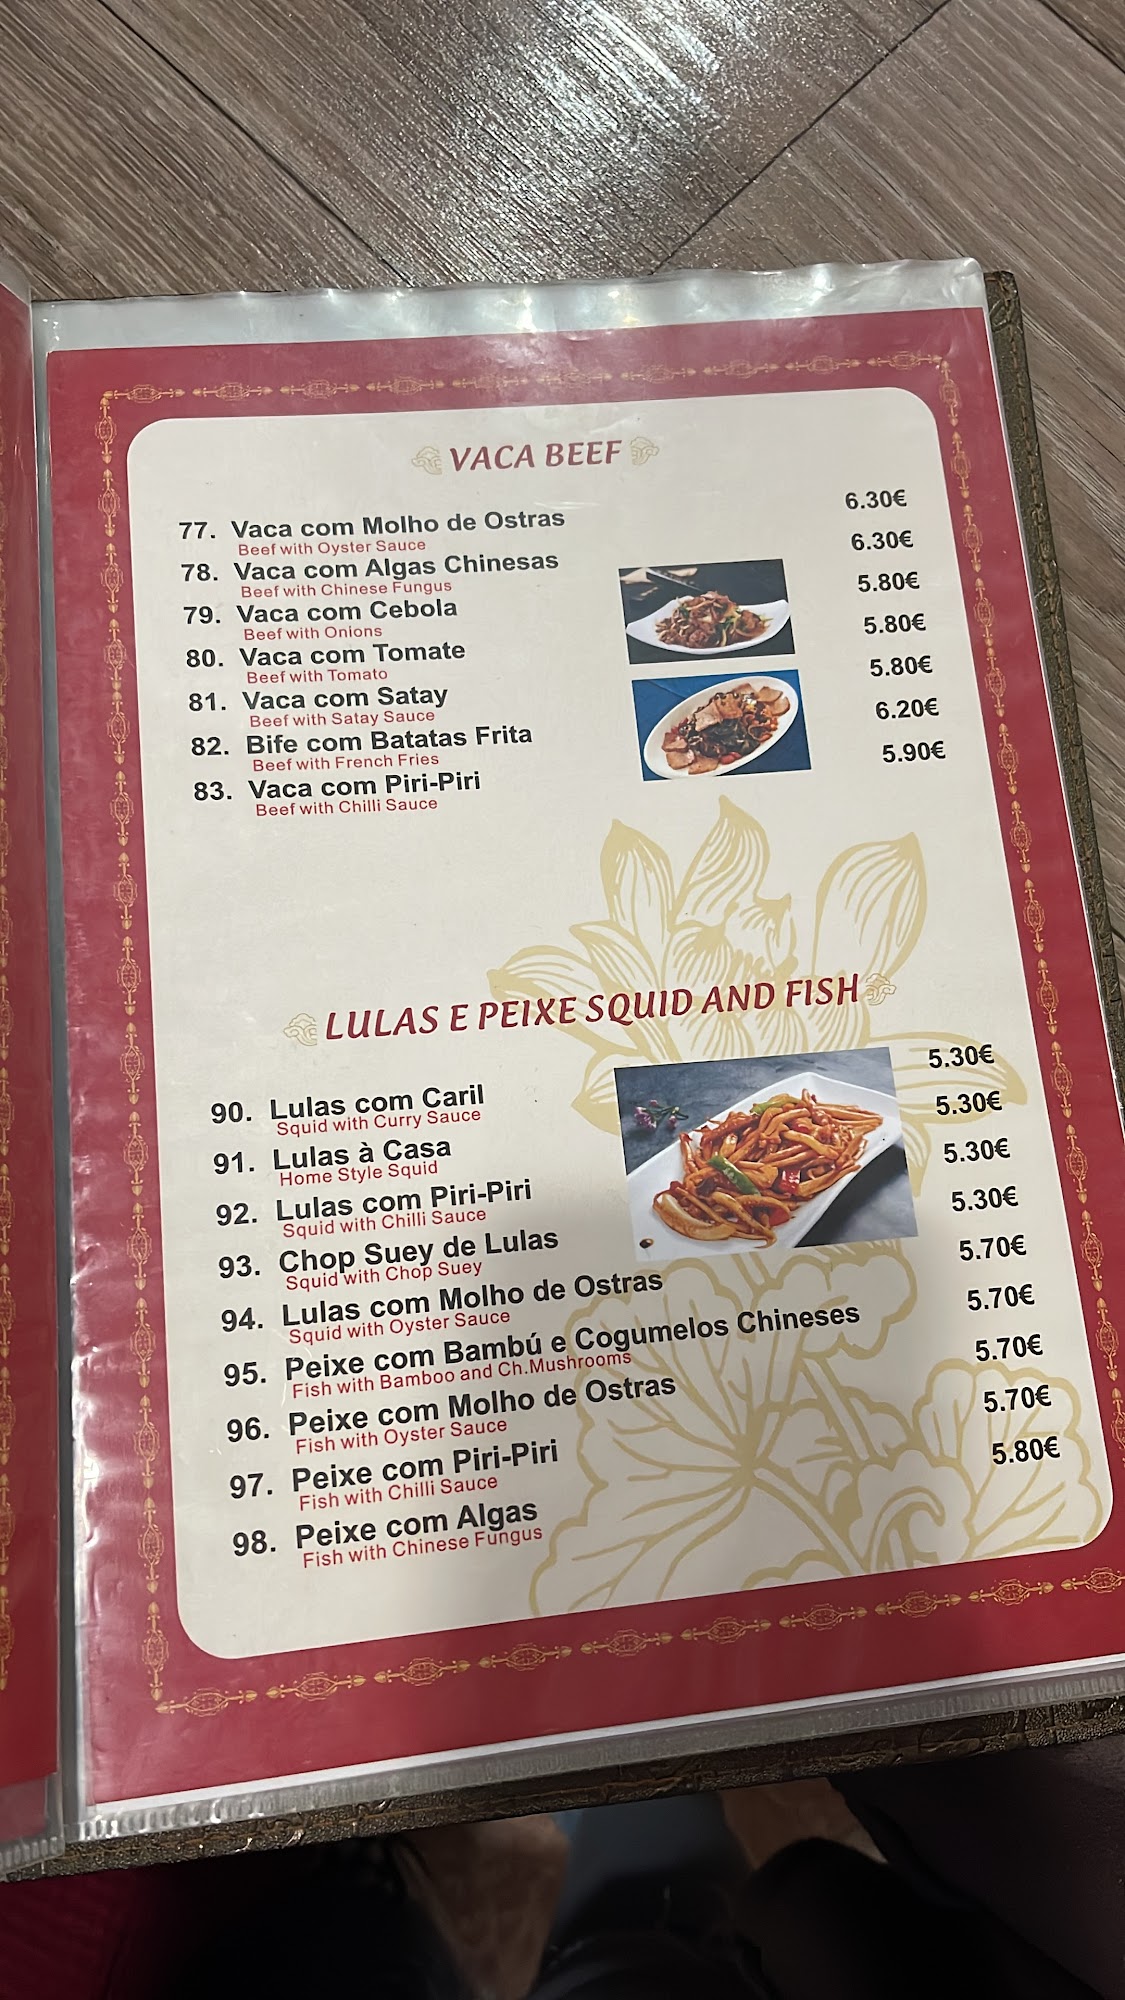 VACA BEEF
77. Vaca com Molho de Ostras 6.30€
Beef with Oyster Sauce
78. Vaca com Algas Chinesas 6.30€
Beef with Chinese Fungus
79. Vaca com Cebola 5.80€
Beef with Onions
80. Vaca com Tomate 5.80€
Beef with Tomato
81. Vaca com Satay 5.80€
Beef with Satay Sauce
82. Bife com Batatas Frita 6.20€
Beef with French Fries
83. Vaca com Piri-Piri 5.90€
Beef with Chilli Sauce
LULAS E PEIXE SQUID AND FISH
90. Lulas com Caril 5.30€
Squid with Curry Sauce
91. Lulas à Casa 5.30€
Home Style Squid
92. Lulas com Piri-Piri 5.30€
Squid with Chilli Sauce
93. Chop Suey de Lulas 5.30€
Squid with Chop Suey
94. Lulas com Molho de Ostras 5.70€
Squid with Oyster Sauce
95. Peixe com Bambú e Cogumelos Chineses 5.70€
Fish with Bamboo and Ch.Mushrooms
96. Peixe com Molho de Ostras 5.70€
Fish with Oyster Sauce
97. Peixe com Piri-Piri 5.70€
Fish with Chilli Sauce
98. Peixe com Algas 5.80€
Fish with Chinese Fungus